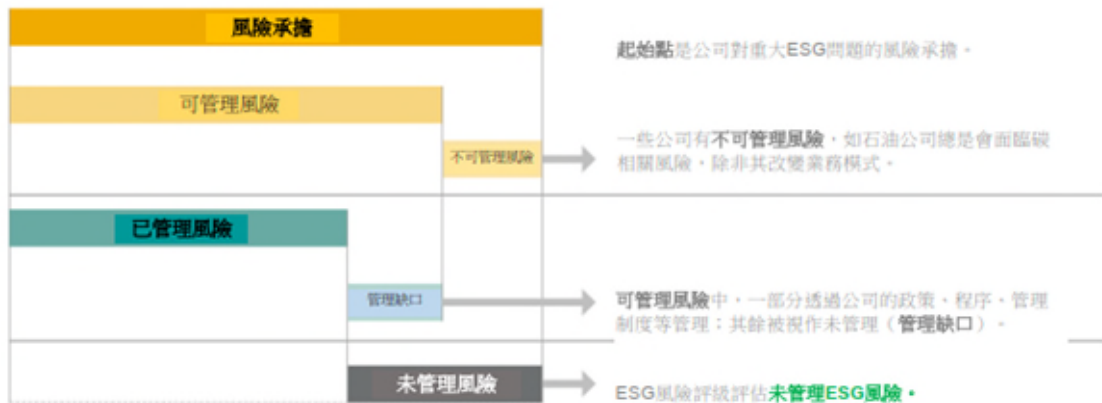 風險承擔
起始點是公司對重大ESG問題的風險承擔。
可管理風險
不可管理風險
一些公司有不可管理風險，如石油公司總是會面臨碳
相關風險，除非其改變業務模式。
已管理風險
管理缺口
可管理風險中，一部分透過公司的政策、程序、管理
制度等管理；其餘被視作未管理（管理缺口）。
未管理風險
ESG風險評級評估未管理ESG風險。